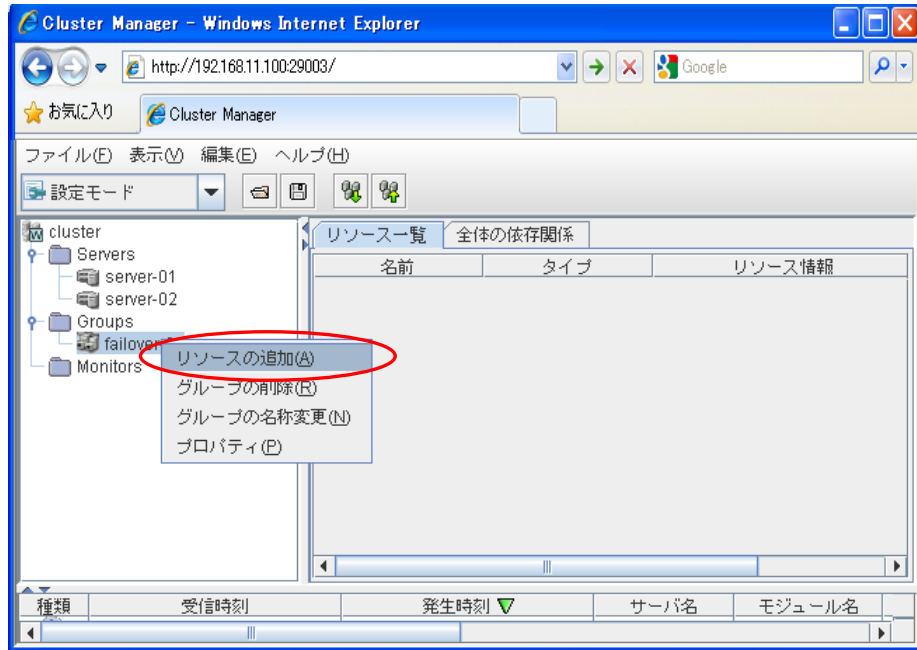 Cluster Manager - Windows Internet Explorer
http://192.168.11.100:29003/
Google
お気に入り
Cluster Manager
ファイル(F) 表示(V) 編集(E) ヘルプ(H)
設定モード
cluster
Servers
server-01
server-02
Groups
failover
Monitors
リソースの追加(A)
グループの削除(R)
グループの名称変更(N)
プロパティ(P)
リソース一覧 全体の依存関係
名前 タイプ リソース情報
種類 受信時刻 発生時刻 サーバ名 モジュール名